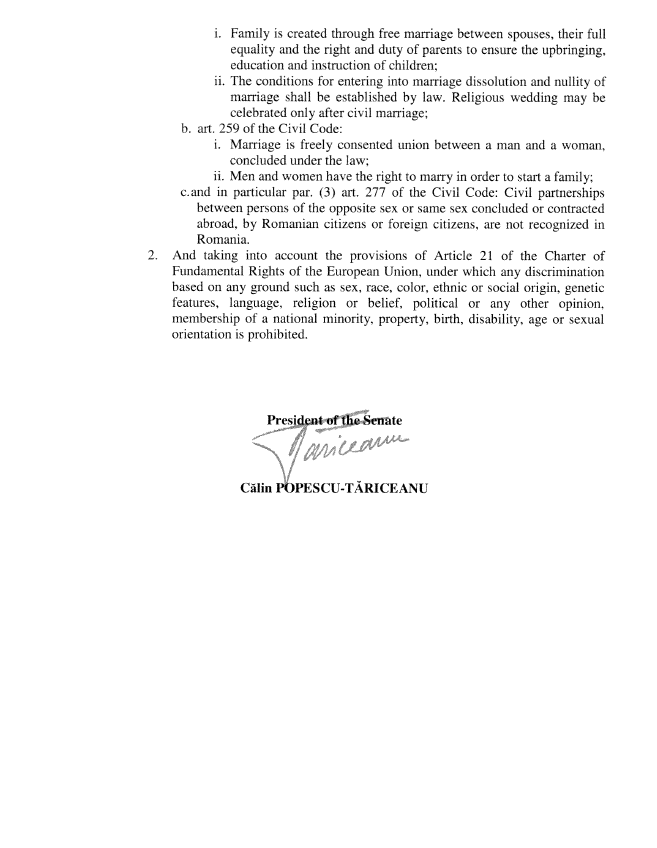 i. Family is created through free marriage between spouses, their full
equality and the right and duty of parents to ensure the upbringing,
education and instruction of children;
ii. The conditions for entering into marriage dissolution and nullity of
marriage shall be established by law. Religious wedding may be
celebrated only after civil marriage;
b. art. 259 of the Civil Code:
i. Marriage is freely consented union between a man and a woman,
concluded under the law;
ii. Men and women have the right to marry in order to start a family;
c.and in particular par. (3) art. 277 of the Civil Code: Civil partnerships
between persons of the opposite sex or same sex concluded or contracted
abroad, by Romanian citizens or foreign citizens, are not recognized in
Romania.
2. And taking into account the provisions of Article 21 of the Charter of
Fundamental Rights of the European Union, under which any discrimination
based on any ground such as sex, race, color, ethnic or social origin, genetic
features, language, religion or belief, political or any other opinion,
membership of a national minority, property, birth, disability, age or sexual
orientation is prohibited.
President of the Senate
Tariceanu
Călin POPESCU-TĂRICEANU